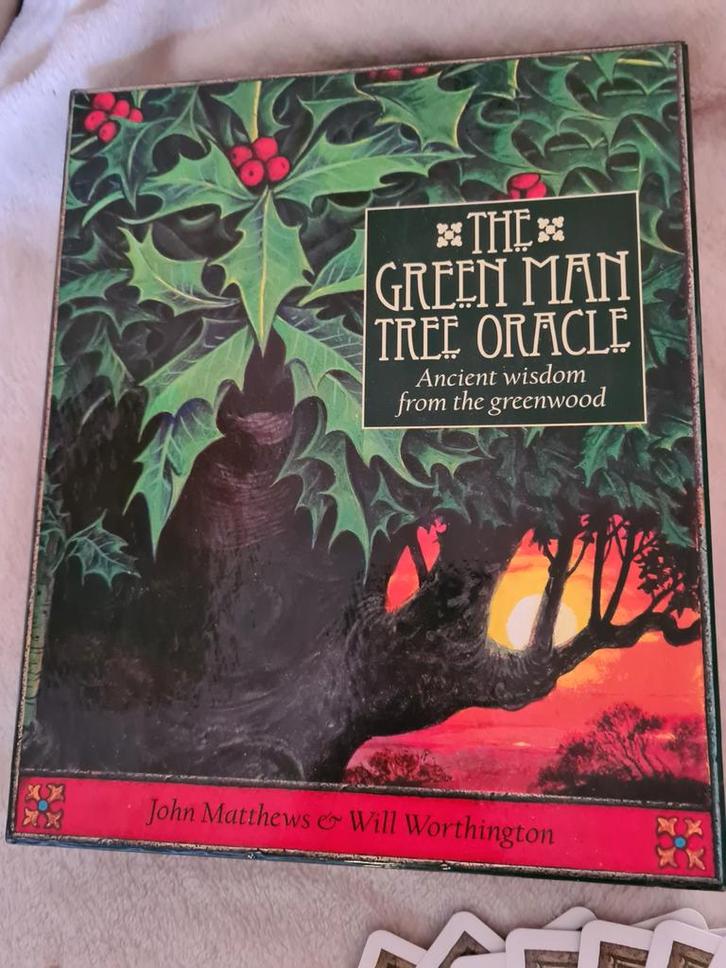 THE
GREEN MAN
TREE ORACLE
Ancient wisdom
from the greenwood
John Matthews & Will Worthington